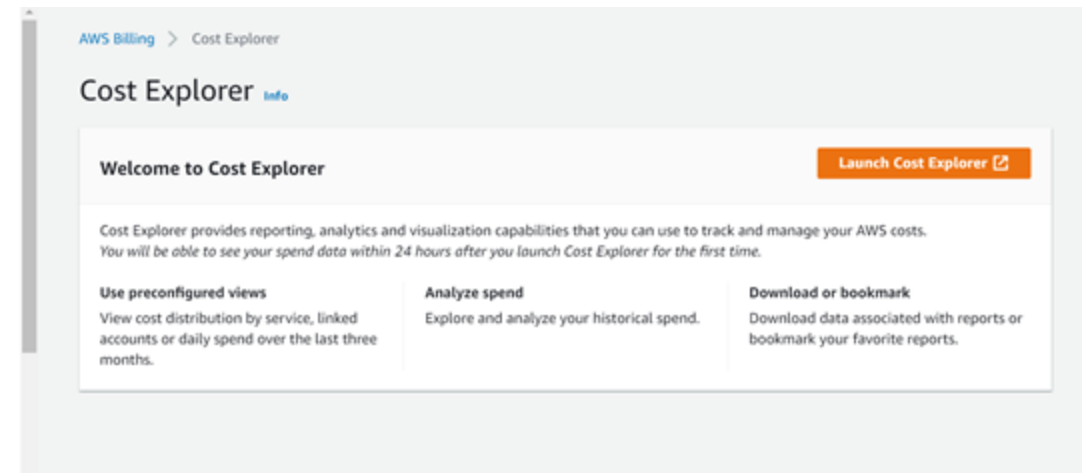 AWS Billing > Cost Explorer
Cost Explorer Info
Welcome to Cost Explorer
Launch Cost Explorer
Cost Explorer provides reporting, analytics and visualization capabilities that you can use to track and manage your AWS costs.
You will be able to see your spend data within 24 hours after you launch Cost Explorer for the first time.
Use preconfigured views
View cost distribution by service, linked
accounts or daily spend over the last three
months.
Analyze spend
Explore and analyze your historical spend.
Download or bookmark
Download data associated with reports or
bookmark your favorite reports.